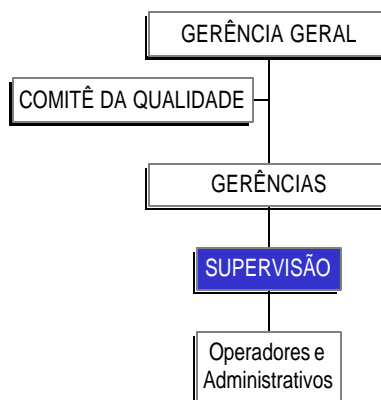 GERÊNCIA GERAL
COMITÊ DA QUALIDADE
GERÊNCIAS
SUPERVISÃO
Operadores e
Administrativos